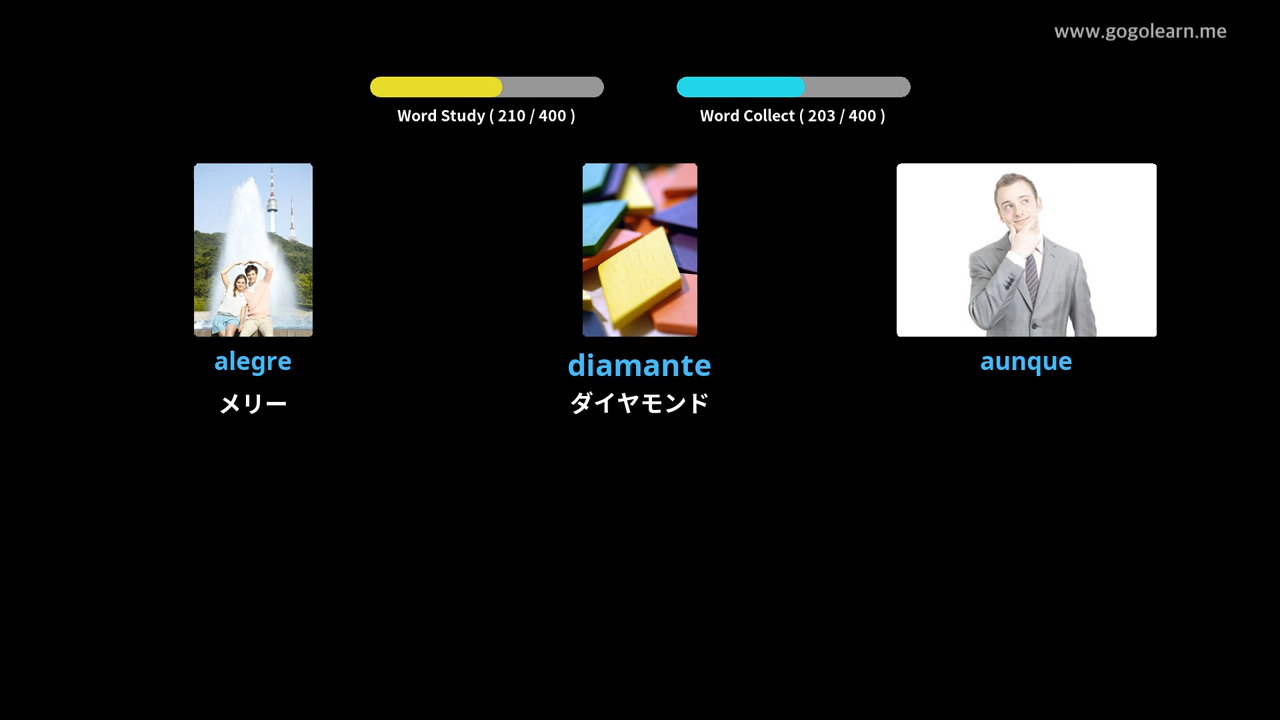 www.gogolearn.me
Word Study ( 210 / 400 )
Word Collect ( 203 / 400 )
alegre
メリー
diamante
ダイヤモンド
aunque